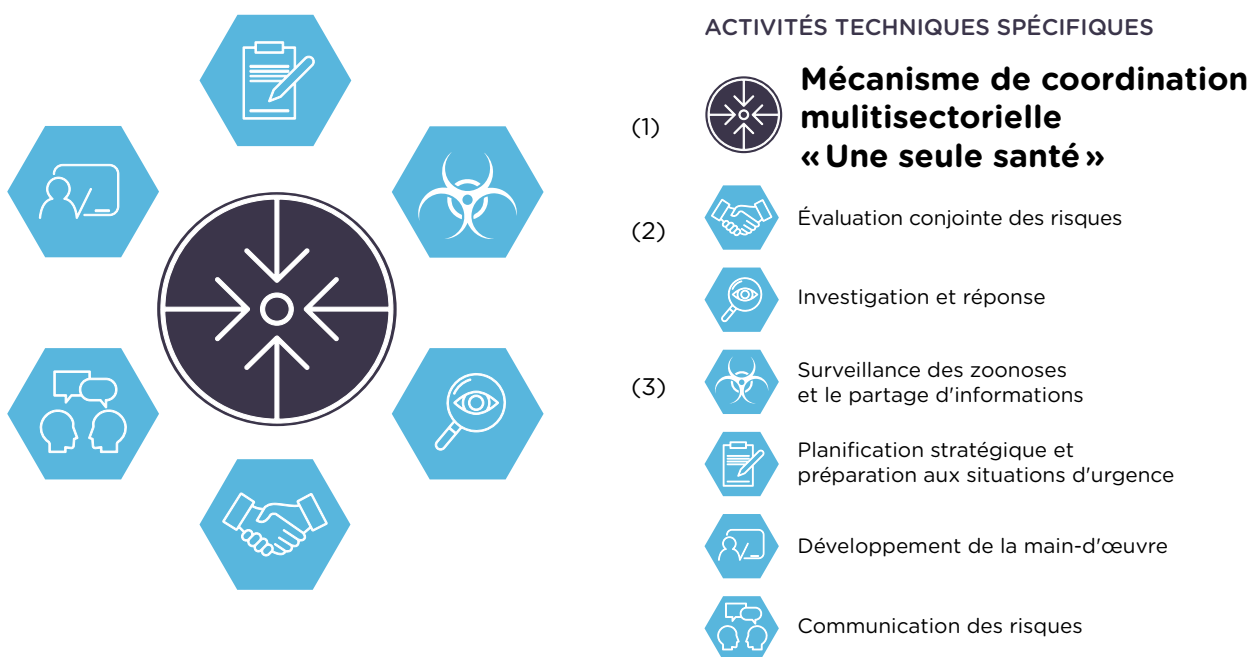 ACTIVITÉS TECHNIQUES SPÉCIFIQUES
(1)
Mécanisme de coordination
mulitisectorielle
« Une seule santé »
(2)
Évaluation conjointe des risques
Investigation et réponse
(3)
Surveillance des zoonoses
et le partage d'informations
Planification stratégique et
préparation aux situations d'urgence
Développement de la main-d'œuvre
Communication des risques